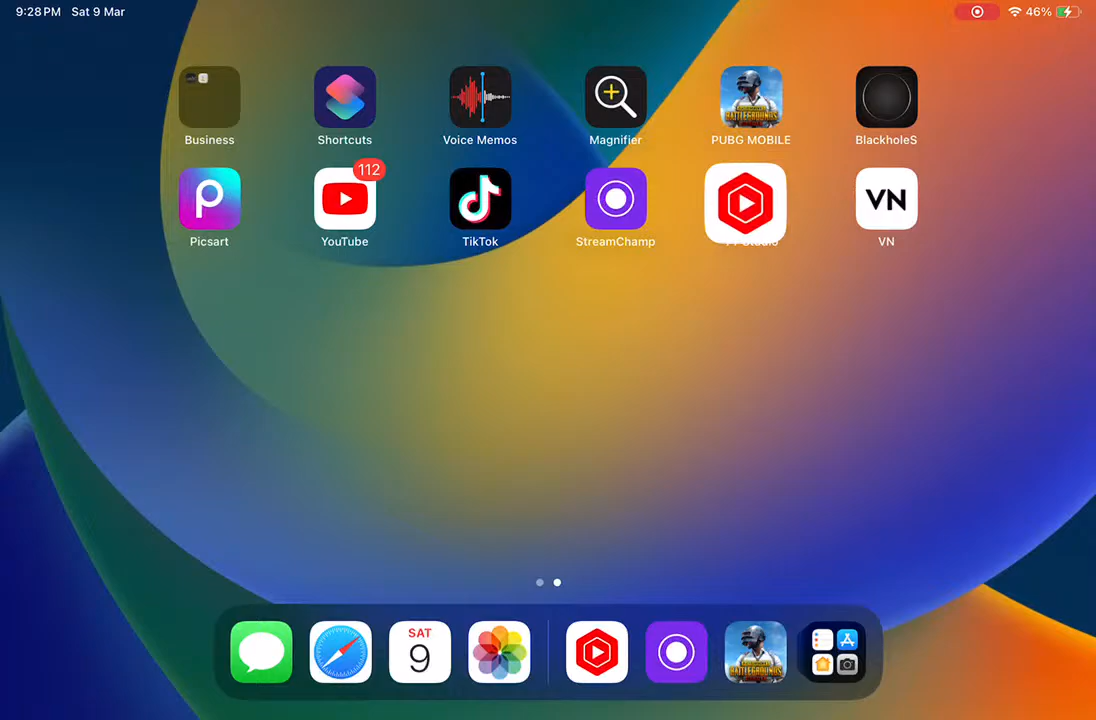 9:28 PM Sat 9 Mar
46%
Business Shortcuts Voice Memos Magnifier PUBG MOBILE BlackholeS
112
VN
Picsart YouTube TikTok StreamChamp VN
SAT
9